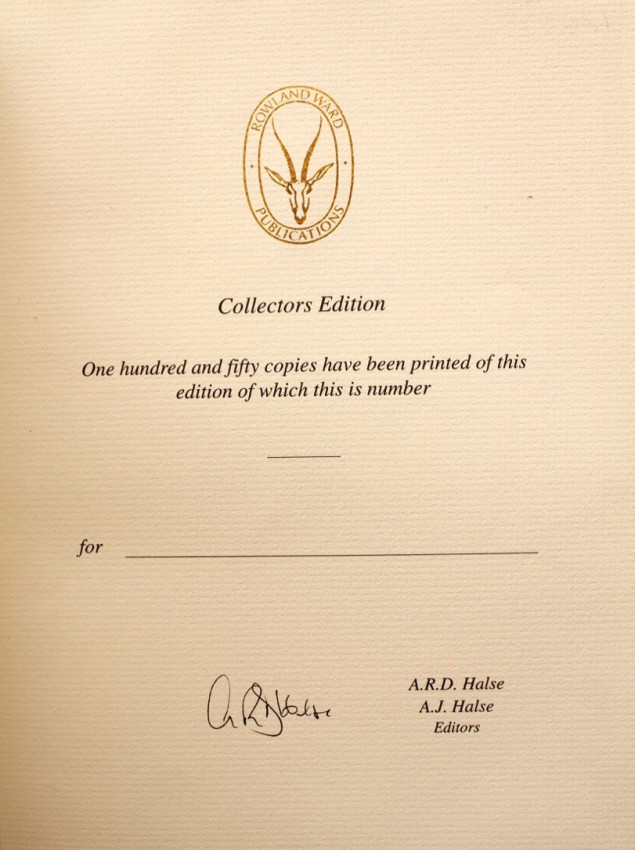 ROWLAND WARD
PUBLICATIONS
Collectors Edition
One hundred and fifty copies have been printed of this
edition of which this is number
for
A.R.D. Halse
A.R.D. Halse
A.J. Halse
Editors